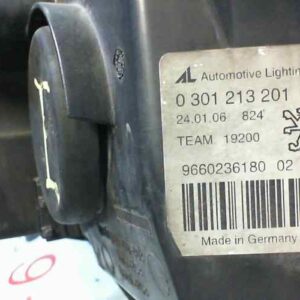 AL Automotive Lighting
0 301 213 201
24.01.06 824
TEAM 19200
9660236180 02
Made in Germany